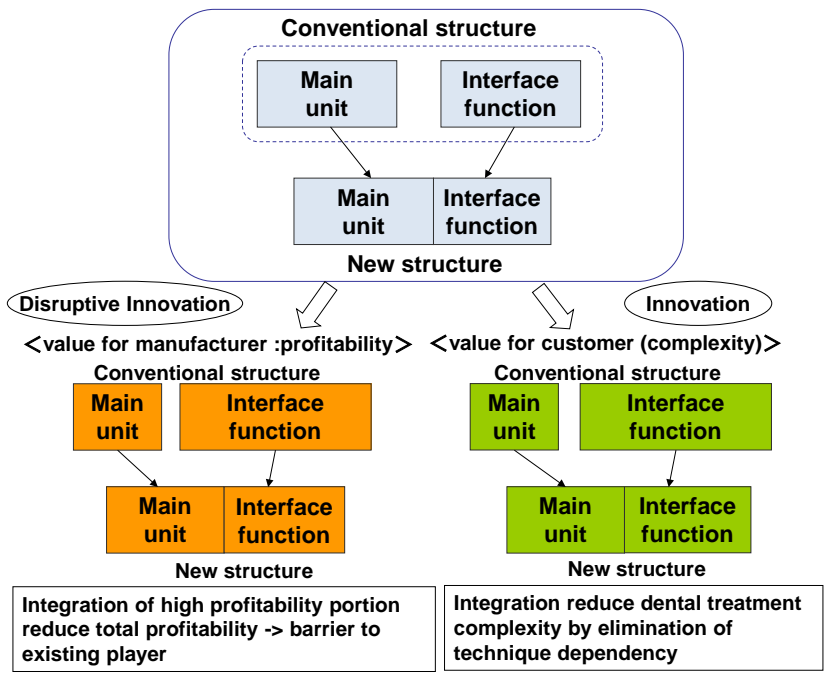 Conventional structure
Main
unit
Interface
function
Main
unit
Interface
function
New structure
Disruptive Innovation
Innovation
<value for manufacturer :profitability>
<value for customer (complexity)>
Conventional structure
Main
unit
Interface
function
Main
unit
Interface
function
New structure
Integration of high profitability portion
reduce total profitability -> barrier to
existing player
Conventional structure
Main
unit
Interface
function
Main
unit
Interface
function
New structure
Integration reduce dental treatment
complexity by elimination of
technique dependency